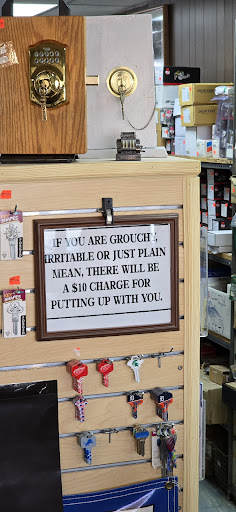 IF YOU ARE GROUCHY,
IRRITABLE OR JUST PLAIN
MEAN, THERE WILL BE
A $10 CHARGE FOR
PUTTING UP WITH YOU.